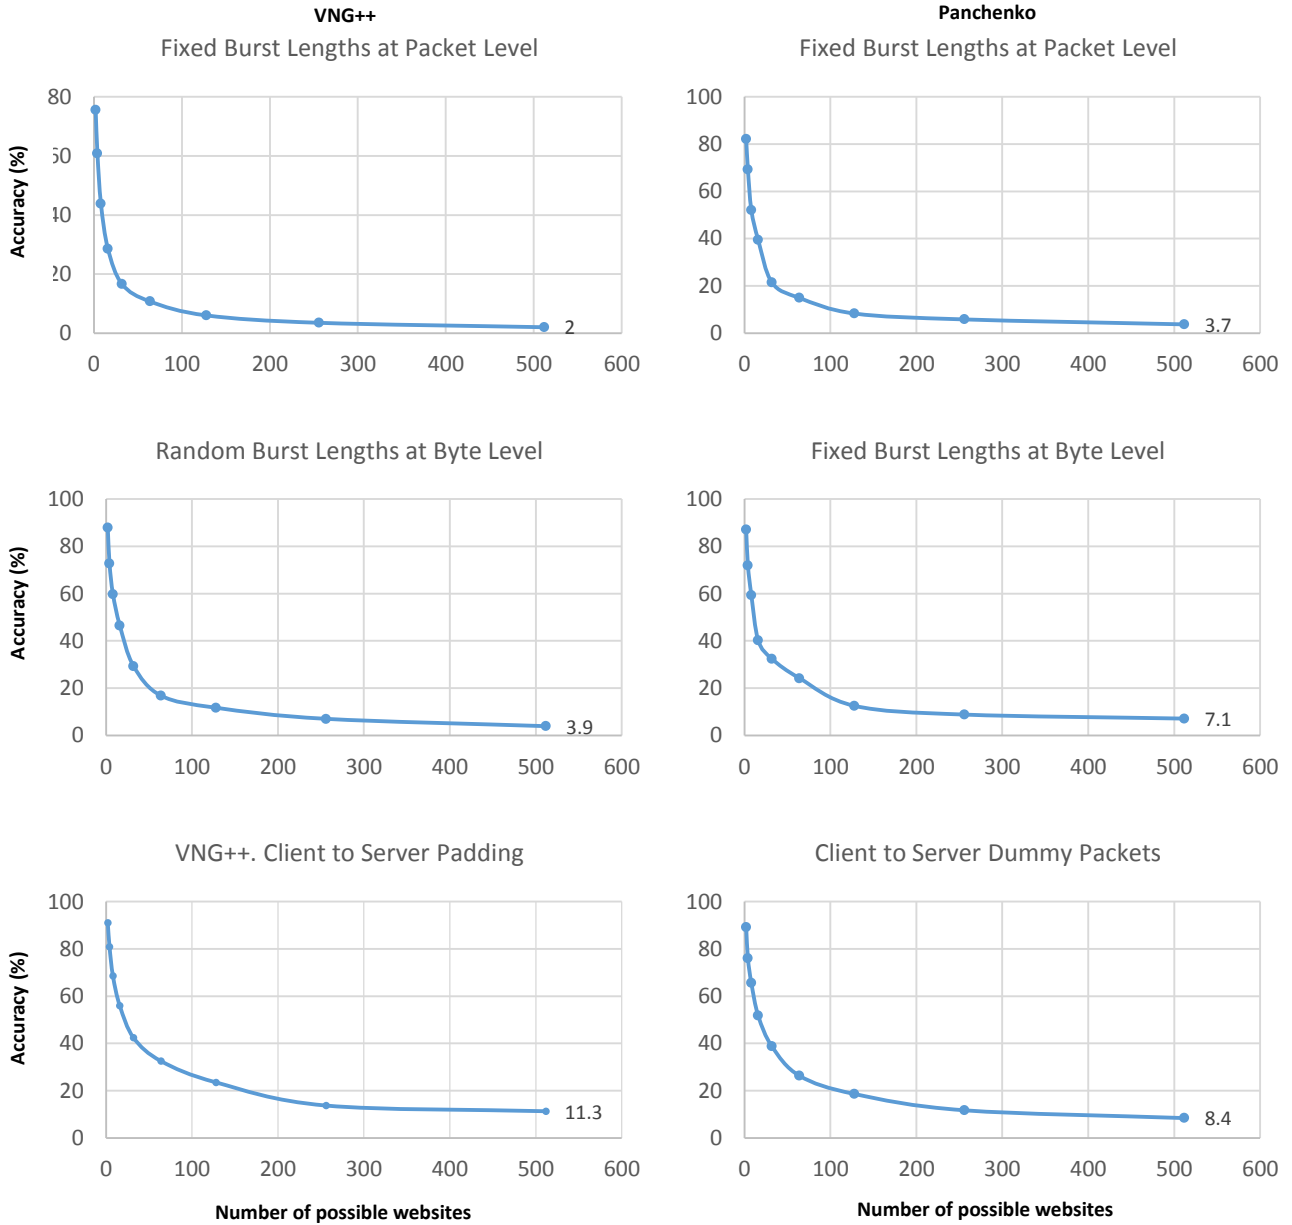 VNG++ Panchenko
Fixed Burst Lengths at Packet Level Fixed Burst Lengths at Packet Level
Accuracy (%)
80
60
40
20
0
0 100 200 300 400 500 600
2
100
80
60
40
20
0
0 100 200 300 400 500 600
3.7
Random Burst Lengths at Byte Level Fixed Burst Lengths at Byte Level
Accuracy (%)
100
80
60
40
20
0
0 100 200 300 400 500 600
3.9
100
80
60
40
20
0
0 100 200 300 400 500 600
7.1
VNG++. Client to Server Padding Client to Server Dummy Packets
Accuracy (%)
100
80
60
40
20
0
0 100 200 300 400 500 600
11.3
100
80
60
40
20
0
0 100 200 300 400 500 600
8.4
Number of possible websites Number of possible websites